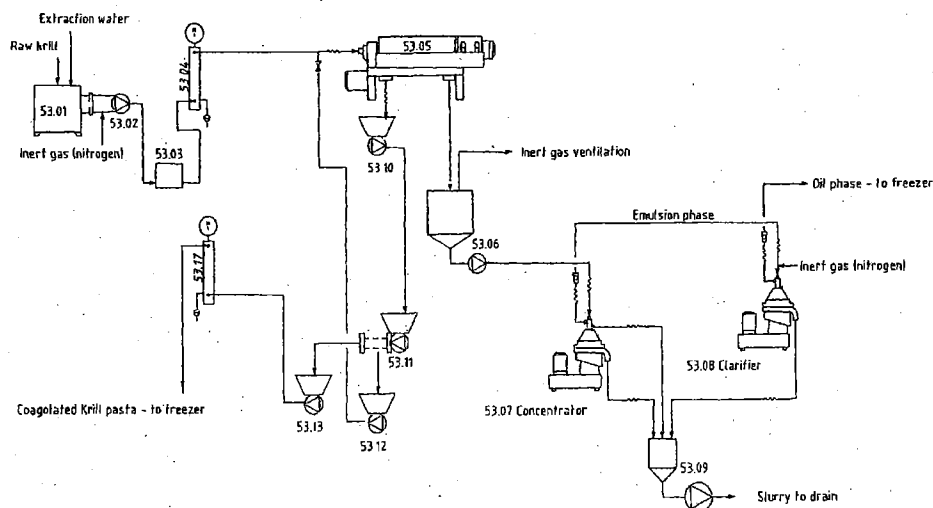 Extraction water
Raw krill
53.01
53.02
Inert gas (nitrogen)
53.03
53.04
53.05
53.10
Inert gas ventilation
53.06
Oil phase - to freezer
Emulsion phase
Inert gas (nitrogen)
53.17
53.11
53.08 Clarifier
53.07 Concentrator
Coagolated Krill pasta - to freezer
53.13
53.12
53.09
Slurry to drain